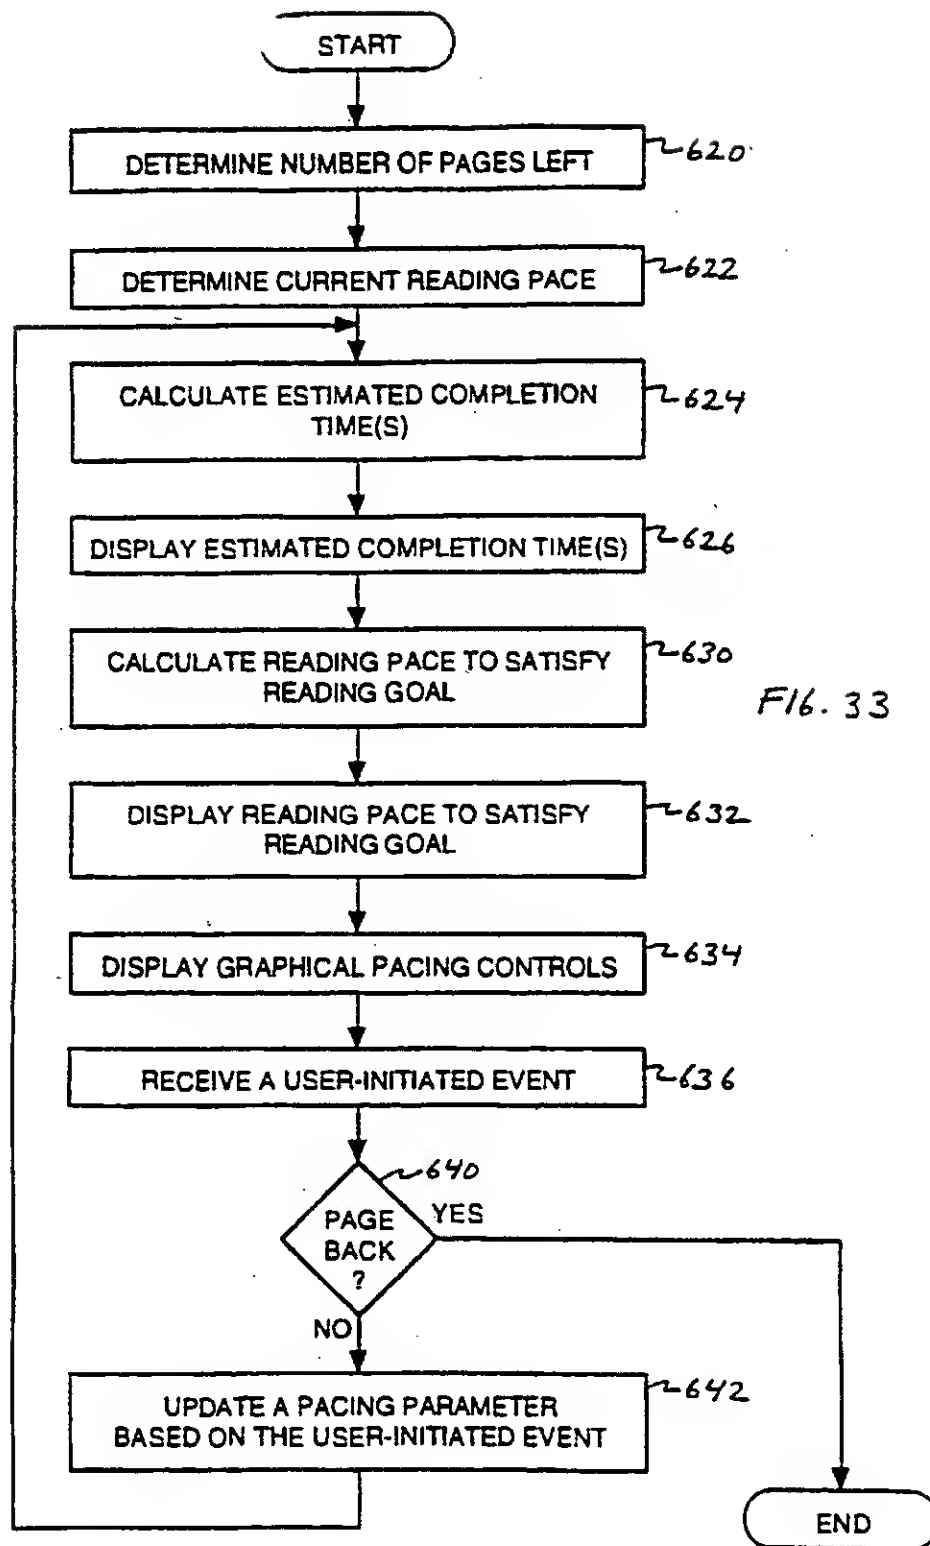 START
DETERMINE NUMBER OF PAGES LEFT
620
DETERMINE CURRENT READING PACE
622
CALCULATE ESTIMATED COMPLETION
TIME(S)
624
DISPLAY ESTIMATED COMPLETION TIME(S)
626
CALCULATE READING PACE TO SATISFY
READING GOAL
630
FIG. 33
DISPLAY READING PACE TO SATISFY
READING GOAL
632
DISPLAY GRAPHICAL PACING CONTROLS
634
RECEIVE A USER-INITIATED EVENT
636
640
PAGE
BACK
?
YES
NO
UPDATE A PACING PARAMETER
BASED ON THE USER-INITIATED EVENT
642
END